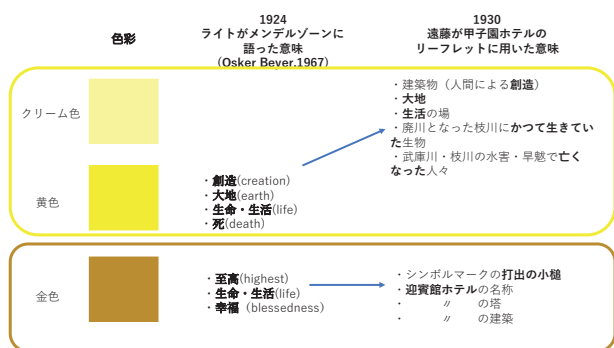 色彩
1924
ライトがメンデルゾーンに
語った意味
(Osker Beyer.1967)
1930
遠藤が甲子園ホテルの
リーフレットに用いた意味
クリーム色
黄色
・創造(creation)
・大地(earth)
・生命・生活(life)
・死(death)
・建築物（人間による創造）
・大地
・生活の場
・廃川となった枝川にかつて生きてい
た生物
・武庫川・枝川の水害・旱魃で亡く
なった人々
金色
・至高(highest)
・生命・生活(life)
・幸福（blessedness)
・シンボルマークの打出の小槌
・迎賓館ホテルの名称
・　　〃　　の塔
・　　〃　　の建築